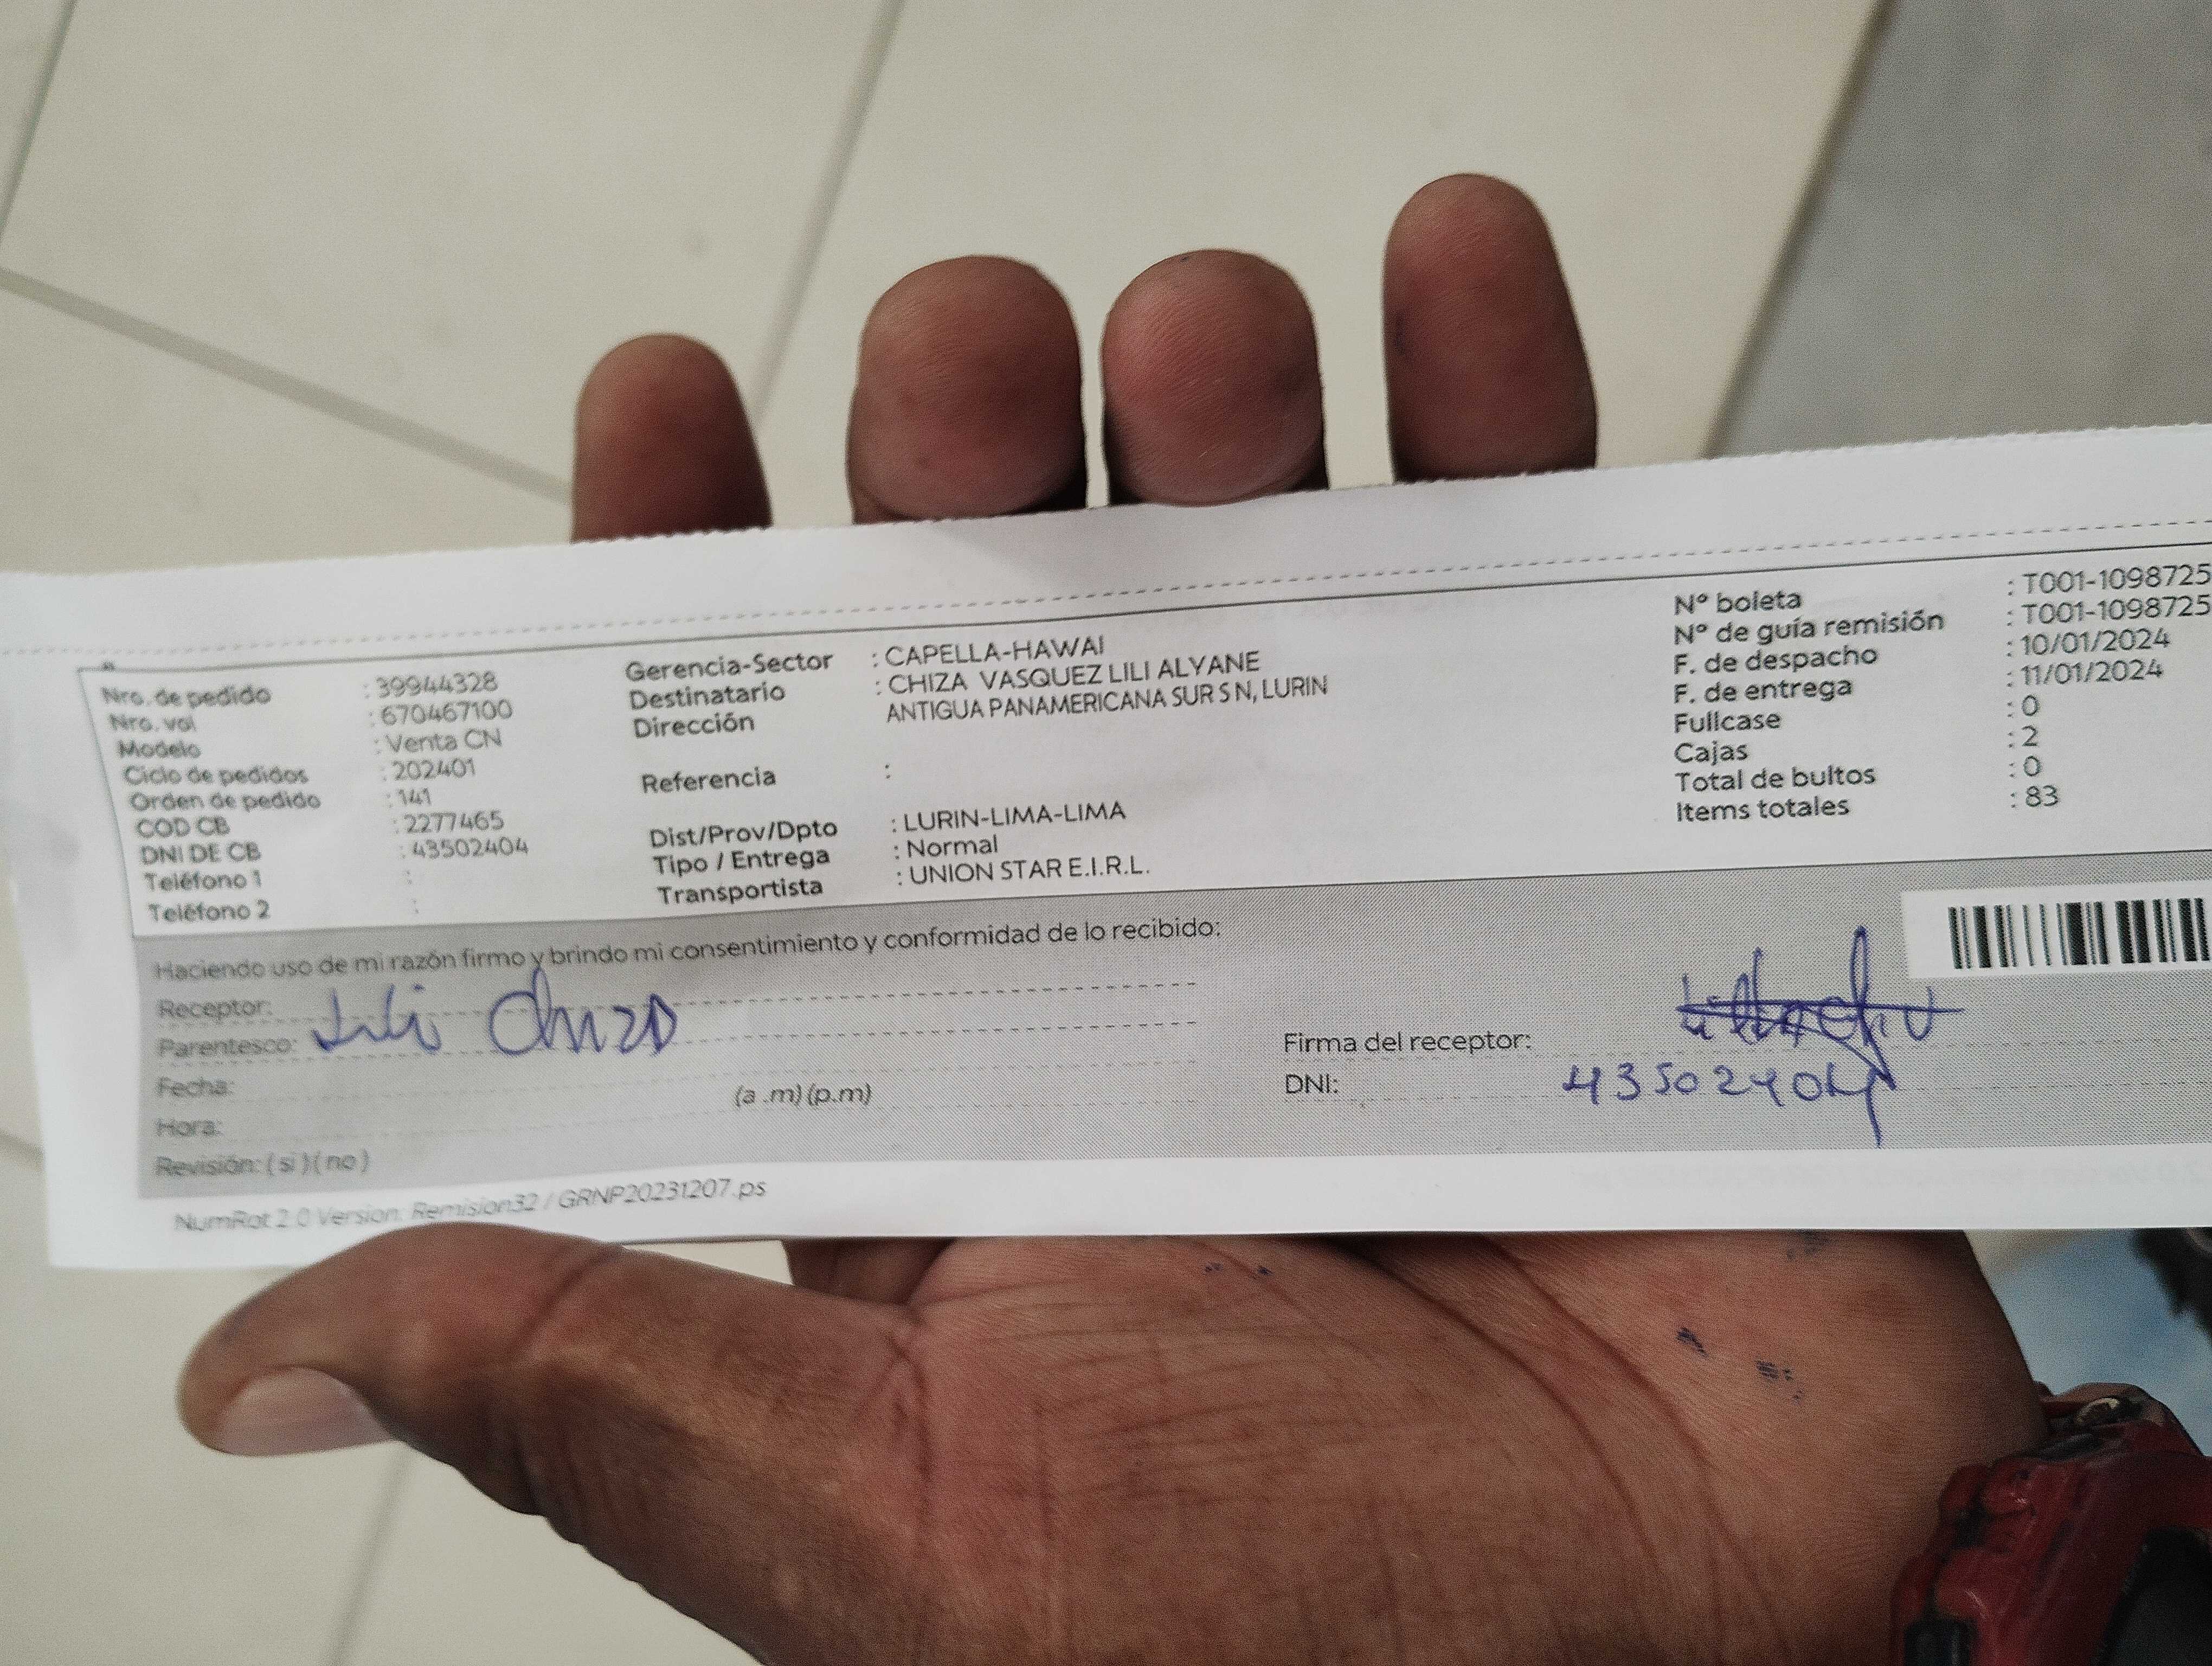 Nro. de pedido : 39944328
Nro. val : 670467100
Modelo : Venta CN
Ciclo de pedidos : 202401
Orden de pedido : 141
COD CB : 2277465
DNI DE CB : 43502404
Teléfono 1 :
Teléfono 2 :
Gerencia-Sector : CAPELLA-HAWAI
Destinatario : CHIZA VASQUEZ LILI ALYANE
Dirección ANTIGUA PANAMERICANA SUR S N, LURIN
Referencia :
Dist/Prov/Dpto : LURIN-LIMA-LIMA
Tipo / Entrega : Normal
Transportista : UNION STAR E.I.R.L.
Nº boleta : T001-1098725
Nº de guía remisión : T001-1098725
F. de despacho : 10/01/2024
F. de entrega : 11/01/2024
Fullcase : 0
Cajas : 2
Total de bultos : 0
Items totales : 83
Haciendo uso de mi razón firmo y brindo mi consentimiento y conformidad de lo recibido:
Receptor: Lili Chiza
Parentesco:
Fecha:
Hora: (a .m) (p.m)
Revisión: ( si ) ( no )
Firma del receptor:
DNI: 43502404
NumRot 2.0 Version: Remision32 / GRNP20231207.ps